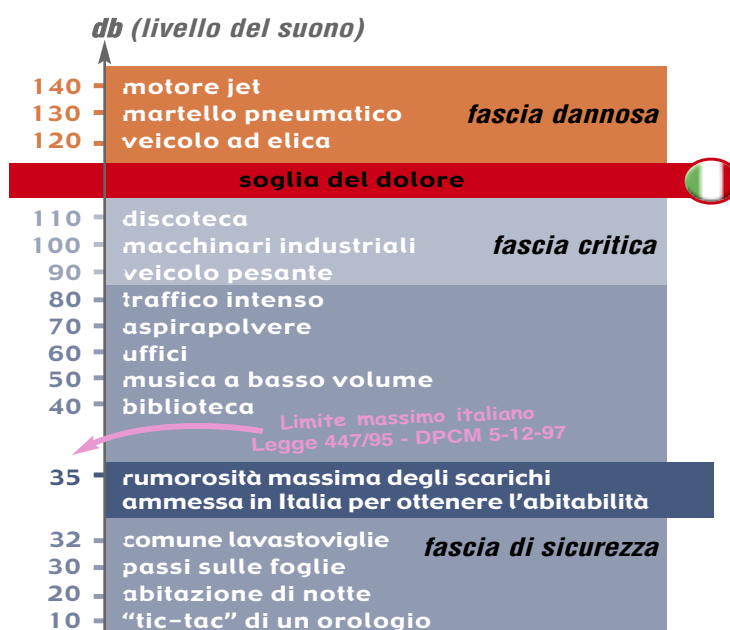 db (livello del suono)
140 motore jet
130 martello pneumatico fascia dannosa
120 veicolo ad elica
soglia del dolore
110 discoteca
100 macchinari industriali fascia critica
90 veicolo pesante
80 traffico intenso
70 aspirapolvere
60 uffici
50 musica a basso volume
40 biblioteca
Limite massimo italiano
Legge 447/95 - DPCM 5-12-97
35 rumorosità massima degli scarichi
ammessa in Italia per ottenere l'abitabilità
32 comune lavastoviglie fascia di sicurezza
30 passi sulle foglie
20 abitazione di notte
10 “tic-tac” di un orologio